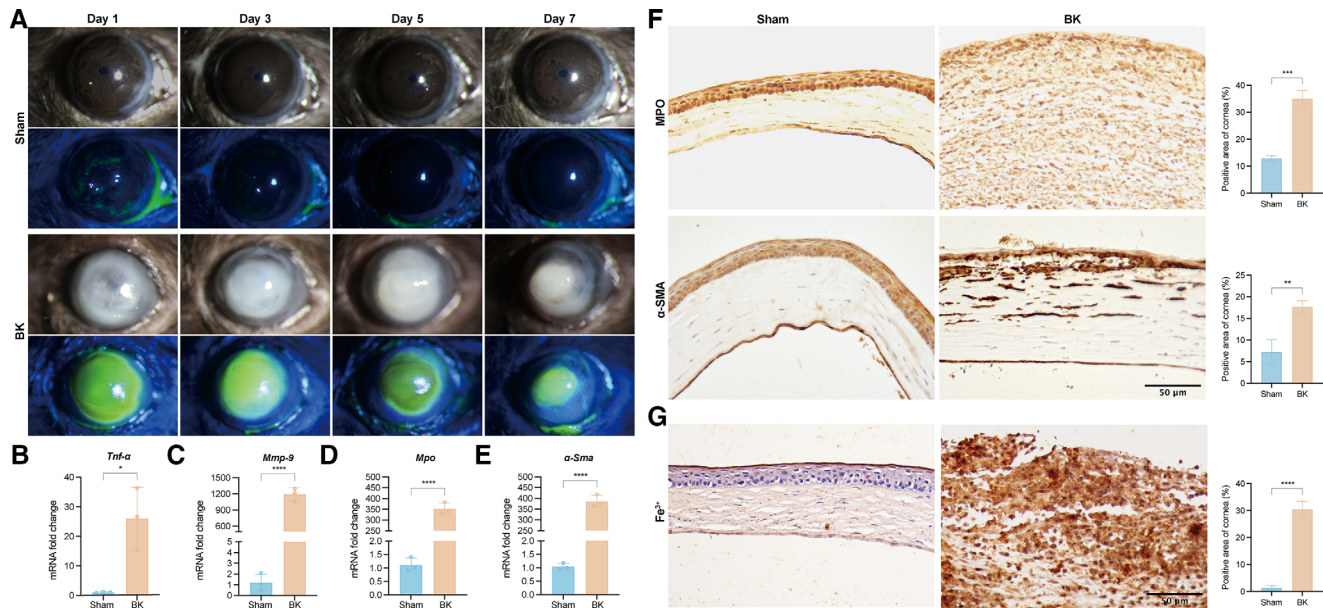 A
Day 1
Day 3
Day 5
Day 7
Sham
BK
B
Tnf-α
*
mRNA fold change
40
30
20
10
0
Sham
BK
C
Mmp-9
****
mRNA fold change
1500
1200
900
600
300
5
4
3
2
1
0
Sham
BK
D
Mpo
****
mRNA fold change
500
450
400
350
300
250
200
2.0
1.5
1.0
0.5
0.0
Sham
BK
E
α-Sma
****
mRNA fold change
500
450
400
350
300
250
200
2.0
1.5
1.0
0.5
0.0
Sham
BK
F
Sham
BK
MPO
Positive area of cornea (%)
***
40
30
20
10
0
Sham
BK
α-SMA
50 µm
Positive area of cornea (%)
**
25
20
15
10
5
0
Sham
BK
G
Fe³⁺
50 µm
Positive area of cornea (%)
****
40
30
20
10
0
Sham
BK